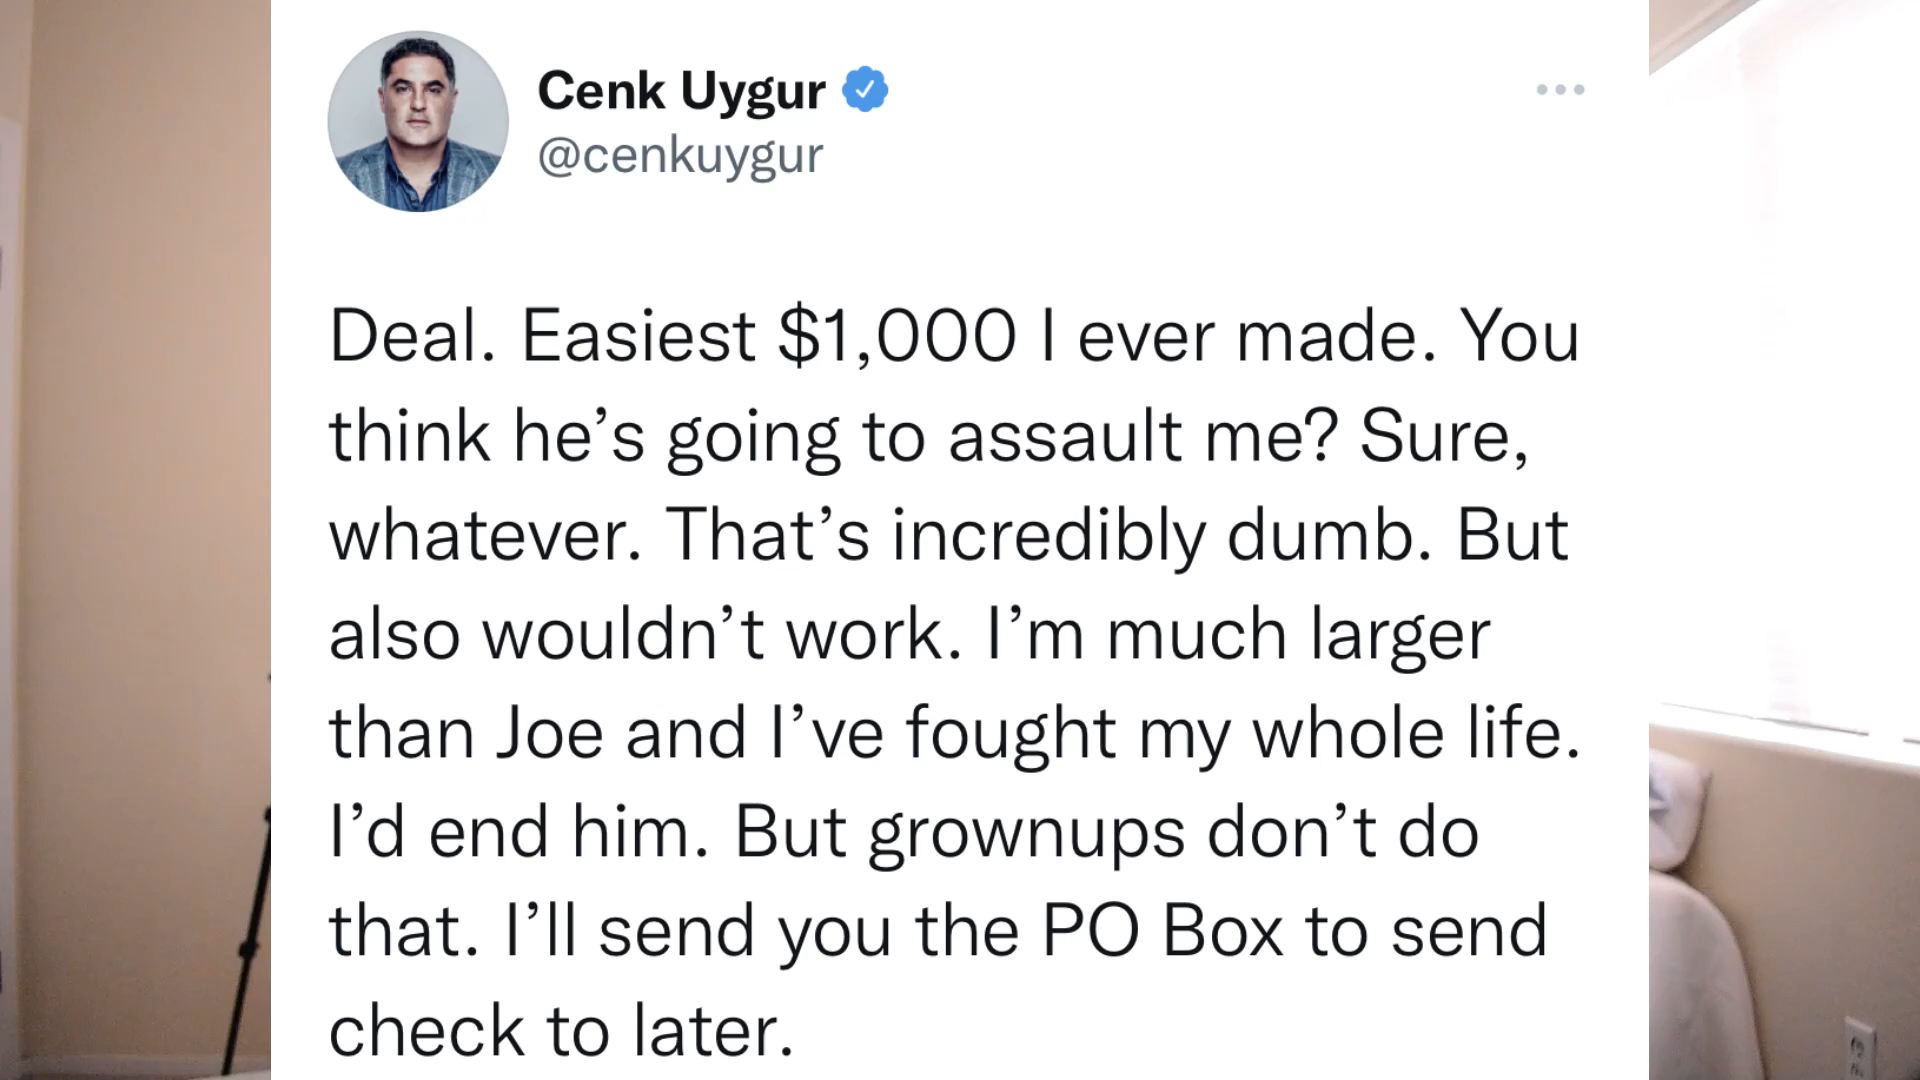 Cenk Uygur
@cenkuygur
Deal. Easiest $1,000 I ever made. You
think he’s going to assault me? Sure,
whatever. That’s incredibly dumb. But
also wouldn’t work. I’m much larger
than Joe and I’ve fought my whole life.
I’d end him. But grownups don’t do
that. I’ll send you the PO Box to send
check to later.